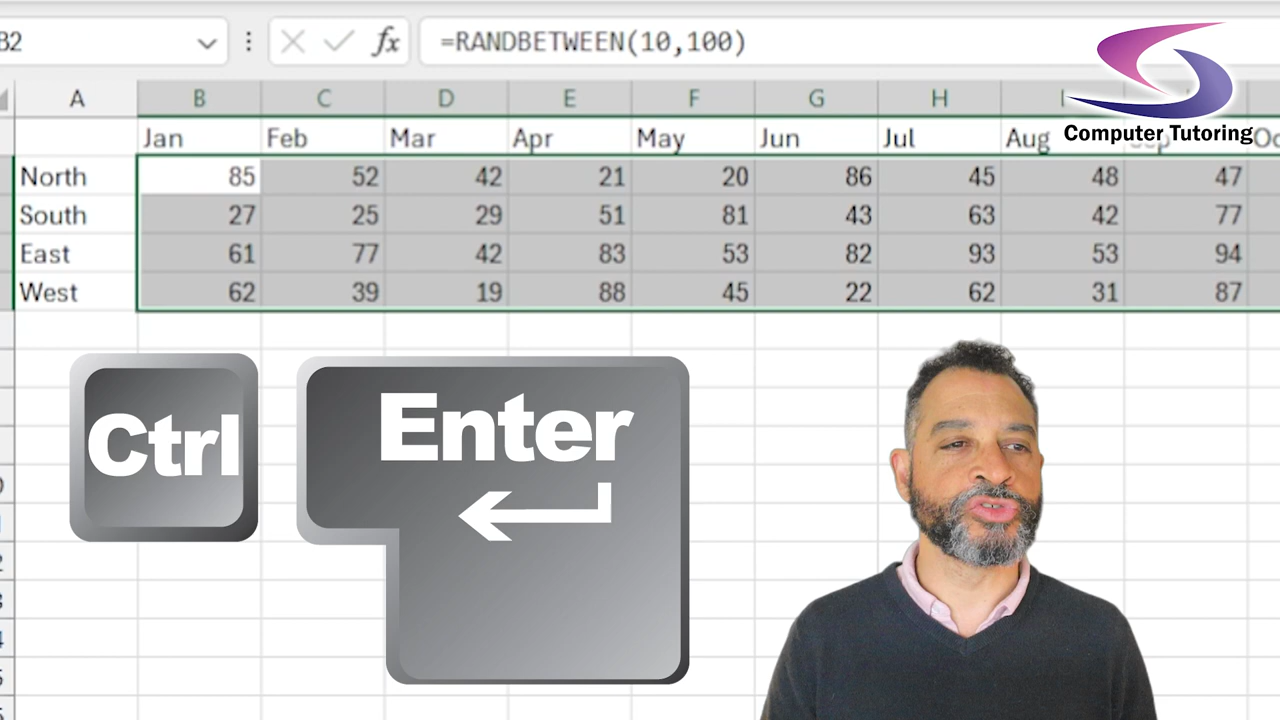 B2 fx =RANDBETWEEN(10,100)
A B C D E F G H I
Computer Tutoring
Jan Feb Mar Apr May Jun Jul Aug Sep
North 85 52 42 21 20 86 45 48 47
South 27 25 29 51 81 43 63 42 77
East 61 77 42 83 53 82 93 53 94
West 62 39 19 88 45 22 62 31 87
Ctrl Enter